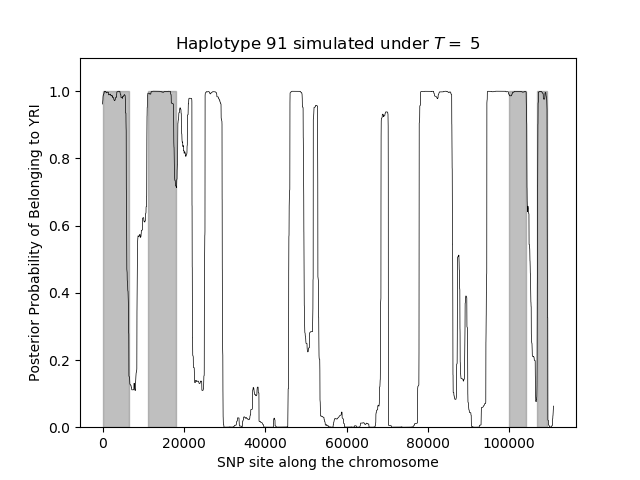 Haplotype 91 simulated under T = 5
Posterior Probability of Belonging to YRI
1.0
0.8
0.6
0.4
0.2
0.0
0 20000 40000 60000 80000 100000
SNP site along the chromosome